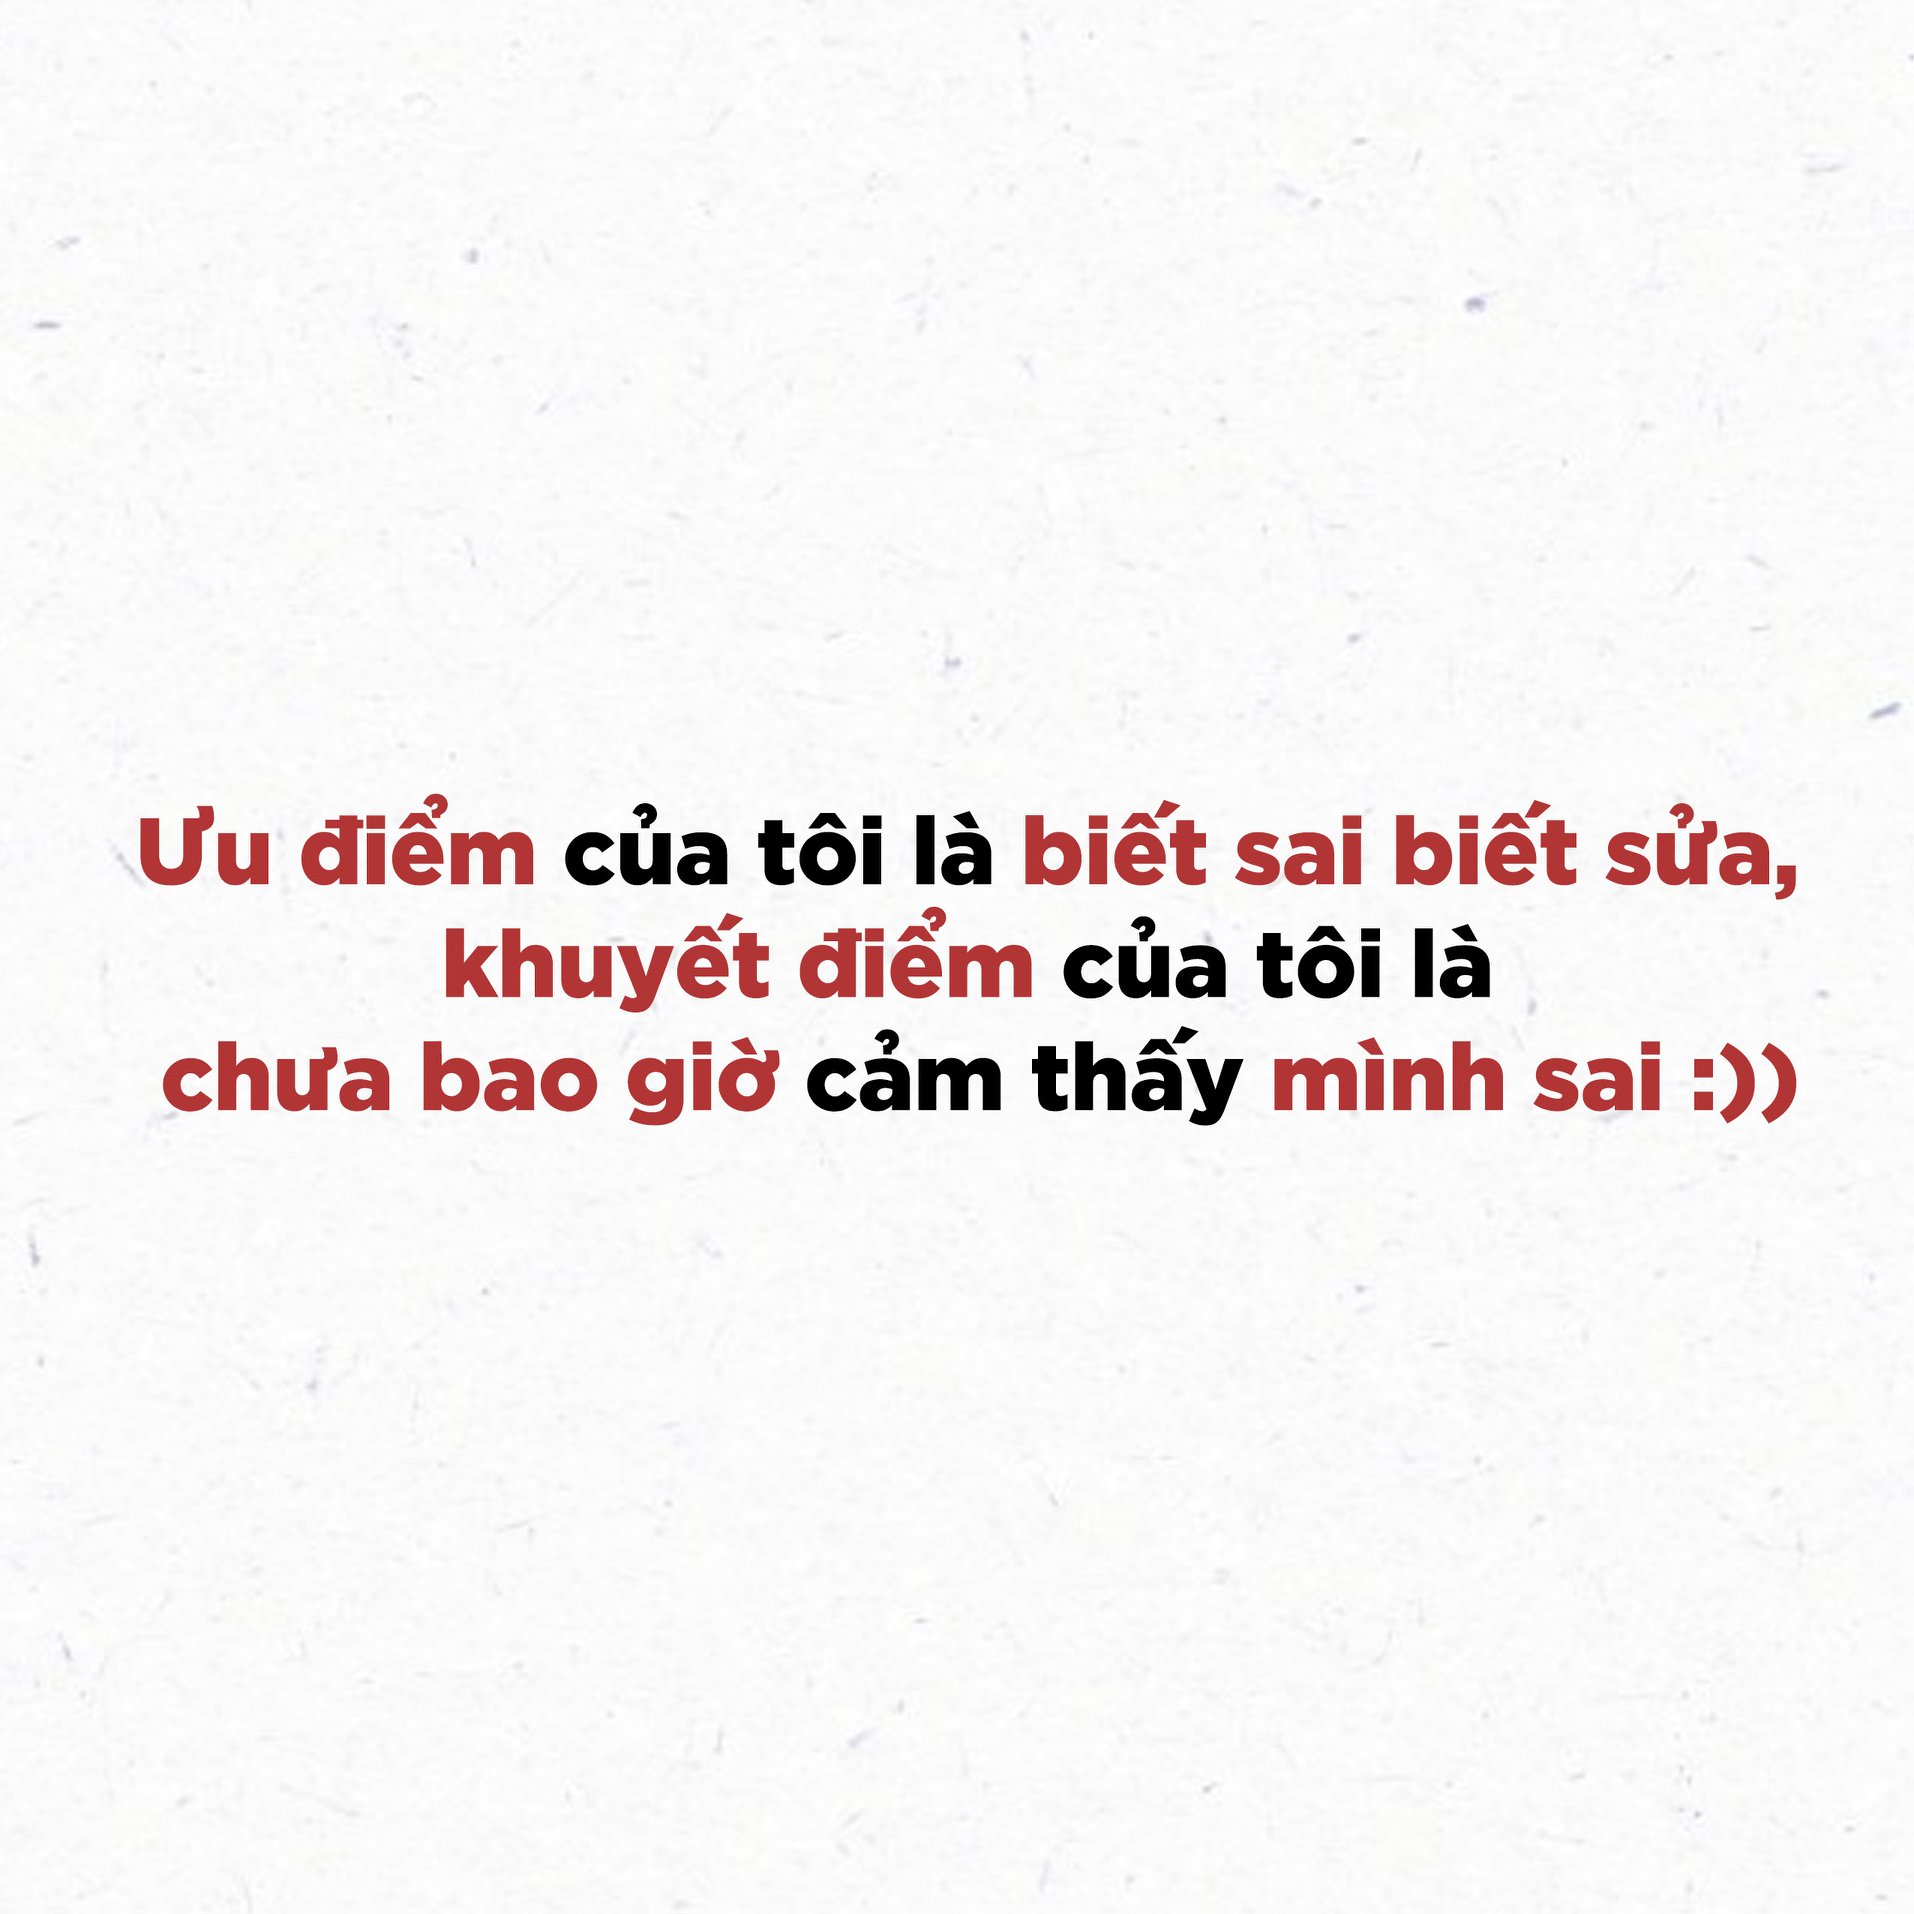 Ưu điểm của tôi là biết sai biết sửa,
khuyết điểm của tôi là
chưa bao giờ cảm thấy mình sai :))